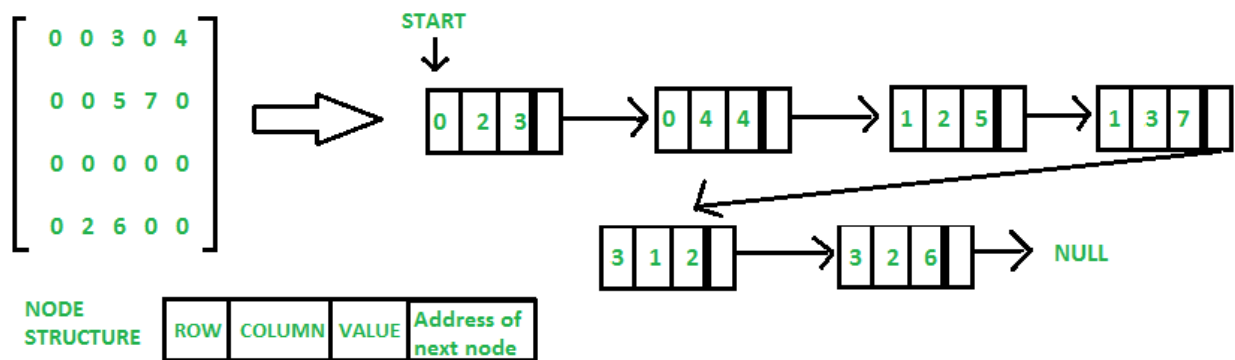 START
0 0 3 0 4
0 0 5 7 0
0 0 0 0 0
0 2 6 0 0
0 2 3
0 4 4
1 2 5
1 3 7
3 1 2
3 2 6
NULL
NODE
STRUCTURE
ROW
COLUMN
VALUE
Address of
next node